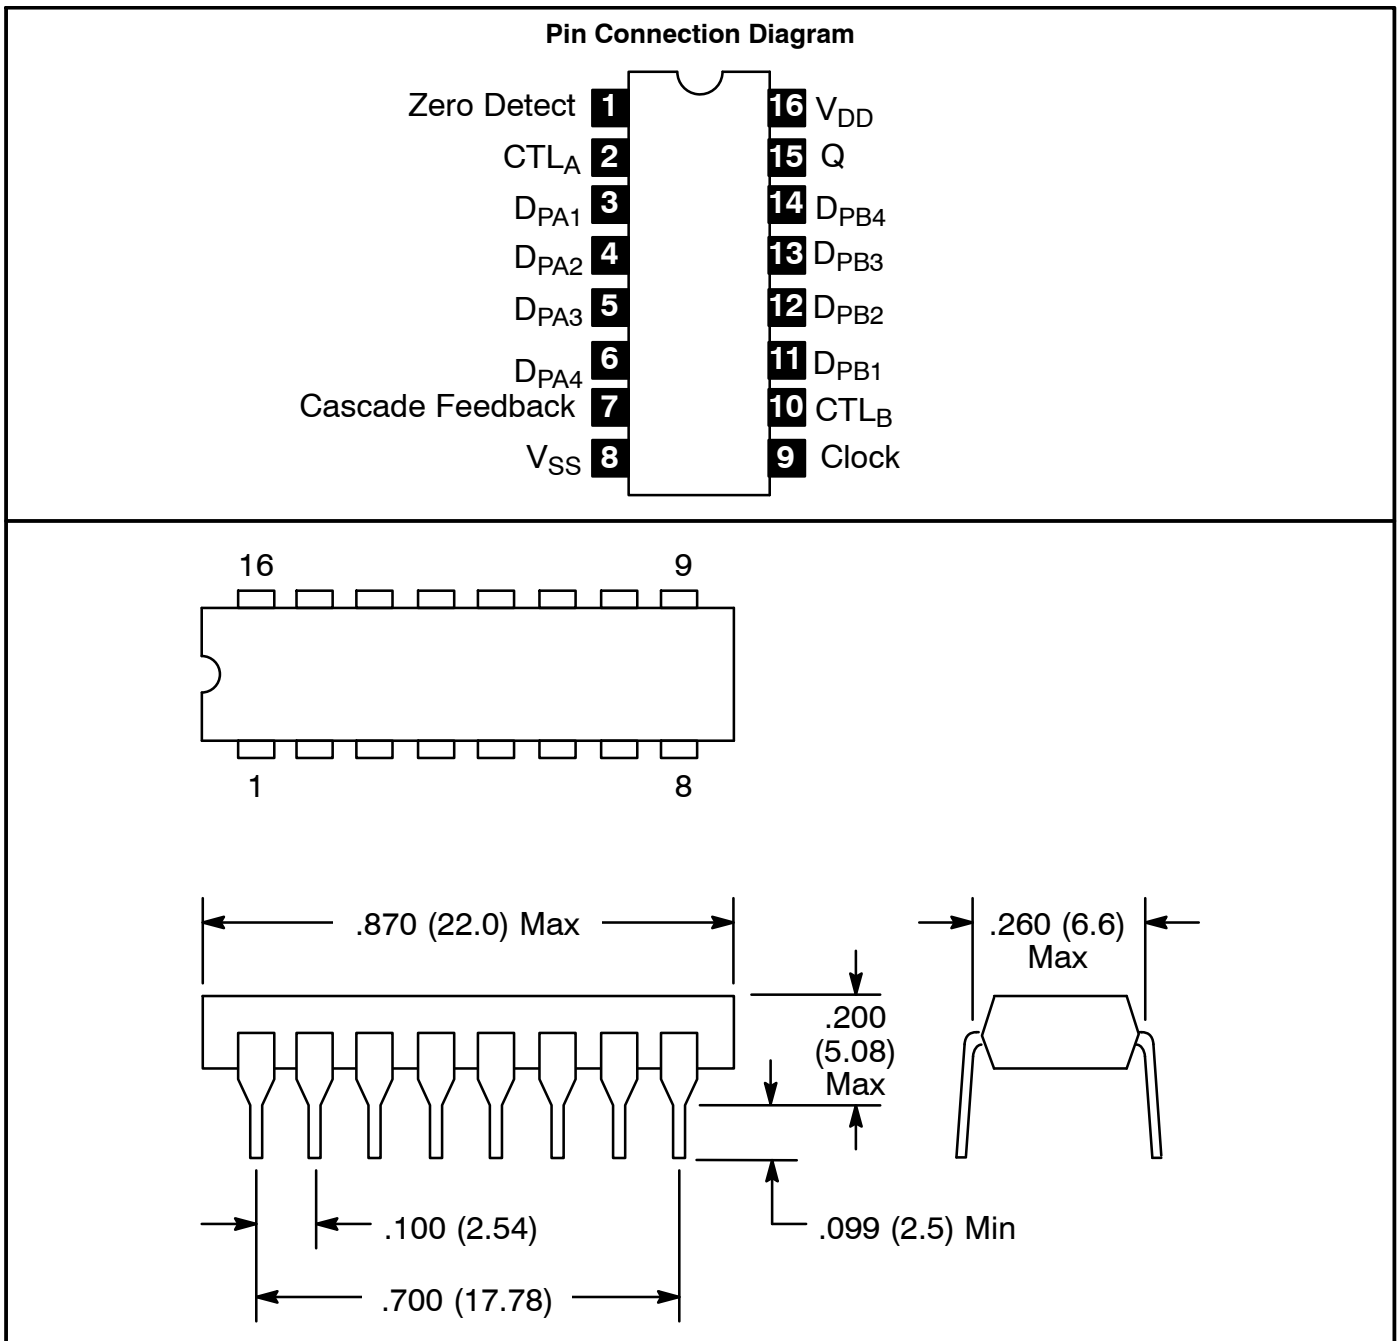 Pin Connection Diagram
Zero Detect 1 16 VDD
CTLA 2 15 Q
DPA1 3 14 DPB4
DPA2 4 13 DPB3
DPA3 5 12 DPB2
DPA4 6 11 DPB1
Cascade Feedback 7 10 CTLB
VSS 8 9 Clock
16 9
1 8
.870 (22.0) Max
.260 (6.6)
Max
.200
(5.08)
Max
.100 (2.54)
.099 (2.5) Min
.700 (17.78)